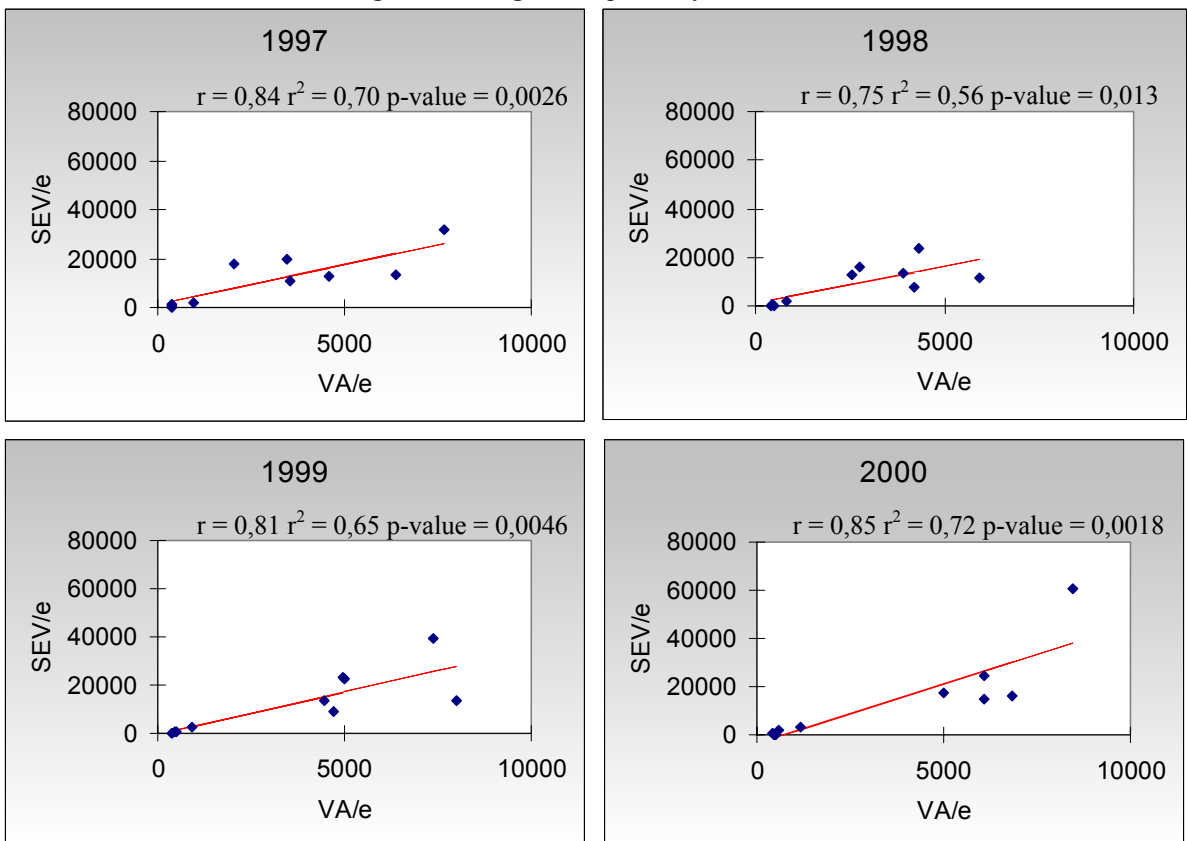 1997
r = 0,84 r² = 0,70 p-value = 0,0026
80000
60000
40000
20000
0
SEV/e
0 5000 10000
VA/e
1998
r = 0,75 r² = 0,56 p-value = 0,013
80000
60000
40000
20000
0
SEV/e
0 5000 10000
VA/e
1999
r = 0,81 r² = 0,65 p-value = 0,0046
80000
60000
40000
20000
0
SEV/e
0 5000 10000
VA/e
2000
r = 0,85 r² = 0,72 p-value = 0,0018
80000
60000
40000
20000
0
SEV/e
0 5000 10000
VA/e